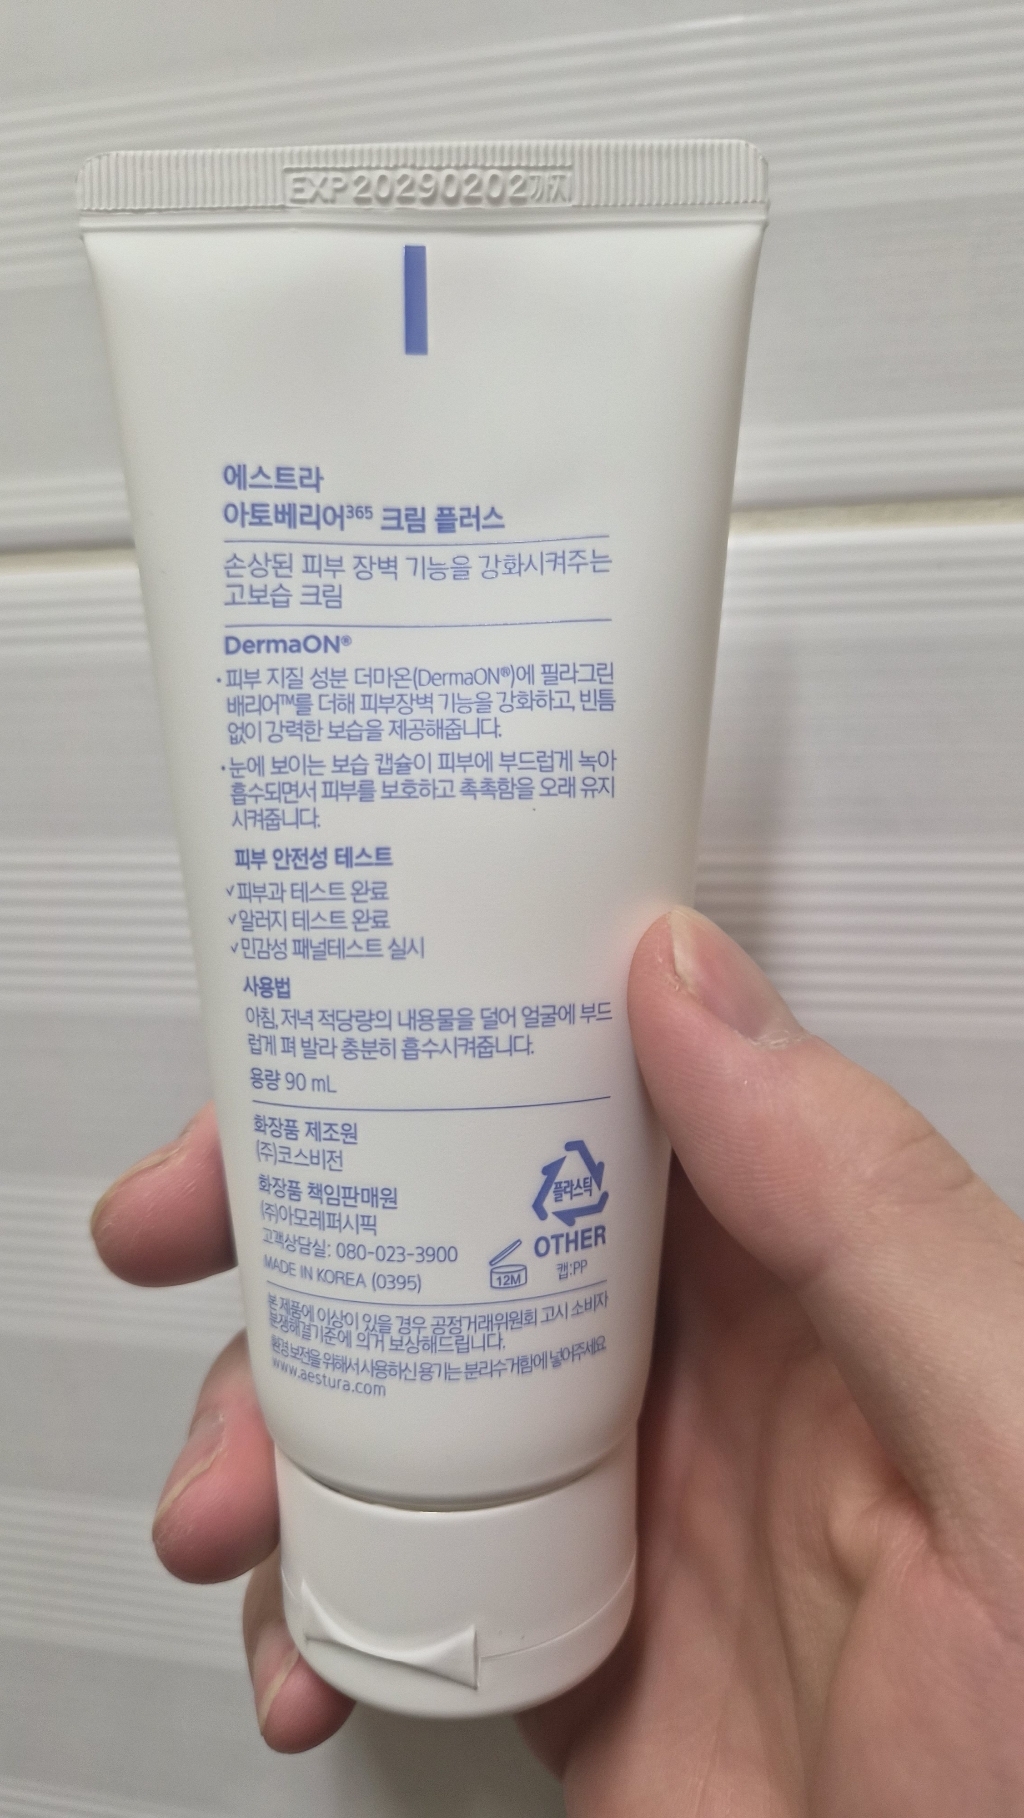 EXP 20290202까지
에스트라
아토베리어365 크림 플러스
손상된 피부 장벽 기능을 강화시켜주는
고보습 크림
DermaON®
·피부 지질 성분 더마온(DermaON®)에 필라그린
배리어™를 더해 피부장벽 기능을 강화하고, 빈틈
없이 강력한 보습을 제공해줍니다.
·눈에 보이는 보습 캡슐이 피부에 부드럽게 녹아
흡수되면서 피부를 보호하고 촉촉함을 오래 유지
시켜줍니다.
피부 안전성 테스트
✓피부과 테스트 완료
✓알러지 테스트 완료
✓민감성 패널테스트 실시
사용법
아침, 저녁 적당량의 내용물을 덜어 얼굴에 부드
럽게 펴 발라 충분히 흡수시켜줍니다.
용량 90 mL
화장품 제조원
(주)코스비전
화장품 책임판매원
(주)아모레퍼시픽
고객상담실: 080-023-3900
MADE IN KOREA (0395)
플라스틱
OTHER
캡:PP
12M
본 제품에 이상이 있을 경우 공정거래위원회 고시 소비자
분쟁해결기준에 의거 보상해드립니다.
환경보전을 위해서 사용하신 용기는 분리수거함에 넣어주세요
www.aestura.com